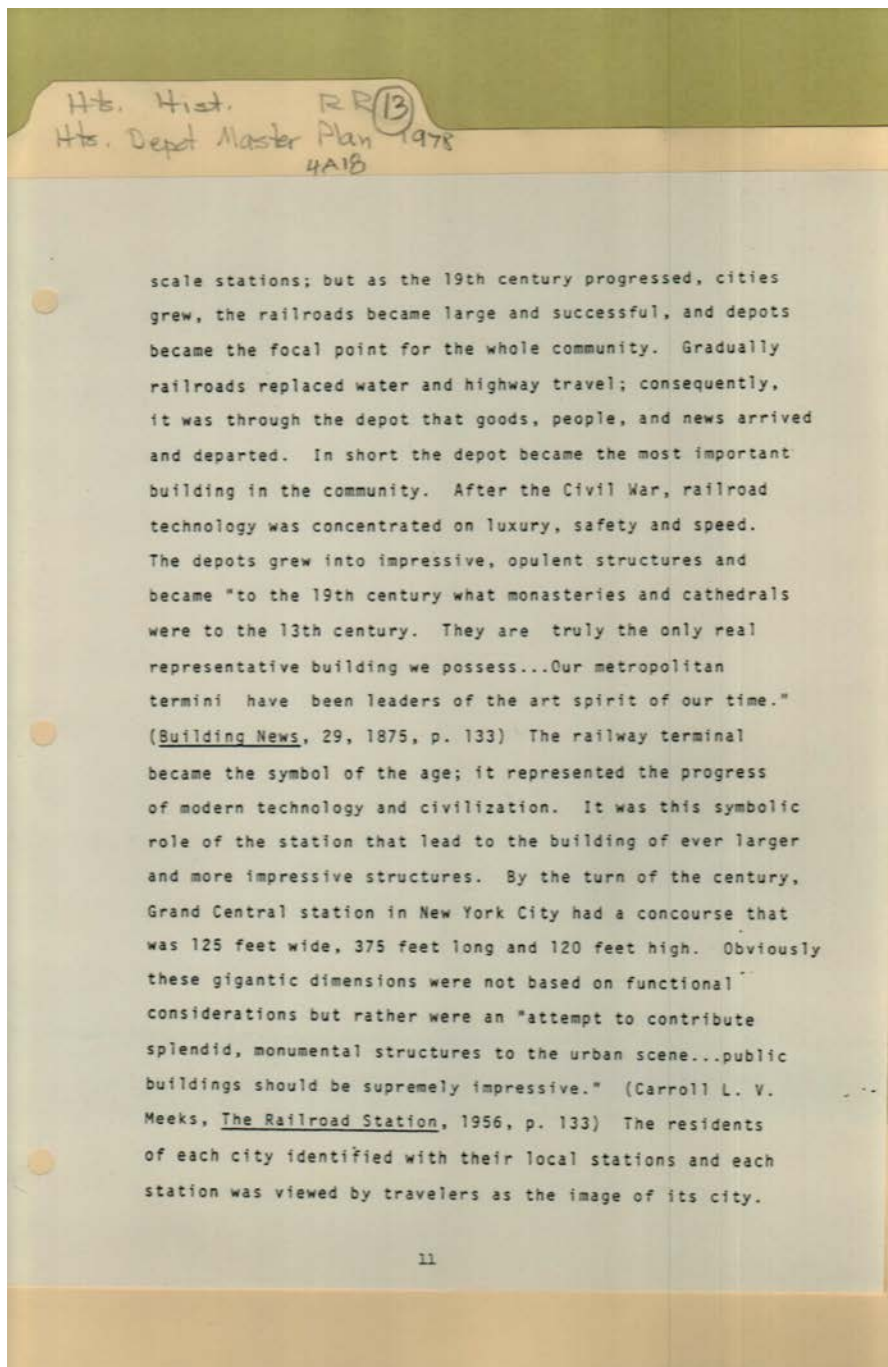 Hts. Hist. RR 13
Hts. Depot Master Plan 1978
4A18
scale stations; but as the 19th century progressed, cities
grew, the railroads became large and successful, and depots
became the focal point for the whole community.  Gradually
railroads replaced water and highway travel; consequently,
it was through the depot that goods, people, and news arrived
and departed.  In short the depot became the most important
building in the community.  After the Civil War, railroad
technology was concentrated on luxury, safety and speed.
The depots grew into impressive, opulent structures and
became "to the 19th century what monasteries and cathedrals
were to the 13th century.  They are  truly the only real
representative building we possess...Our metropolitan
termini  have  been leaders of the art spirit of our time."
(Building News, 29, 1875, p. 133)  The railway terminal
became the symbol of the age; it represented the progress
of modern technology and civilization.  It was this symbolic
role of the station that lead to the building of ever larger
and more impressive structures.  By the turn of the century,
Grand Central station in New York City had a concourse that
was 125 feet wide, 375 feet long and 120 feet high.  Obviously
these gigantic dimensions were not based on functional
considerations but rather were an "attempt to contribute
splendid, monumental structures to the urban scene...public
buildings should be supremely impressive."  (Carroll L. V.
Meeks, The Railroad Station, 1956, p. 133)  The residents
of each city identified with their local stations and each
station was viewed by travelers as the image of its city.
11